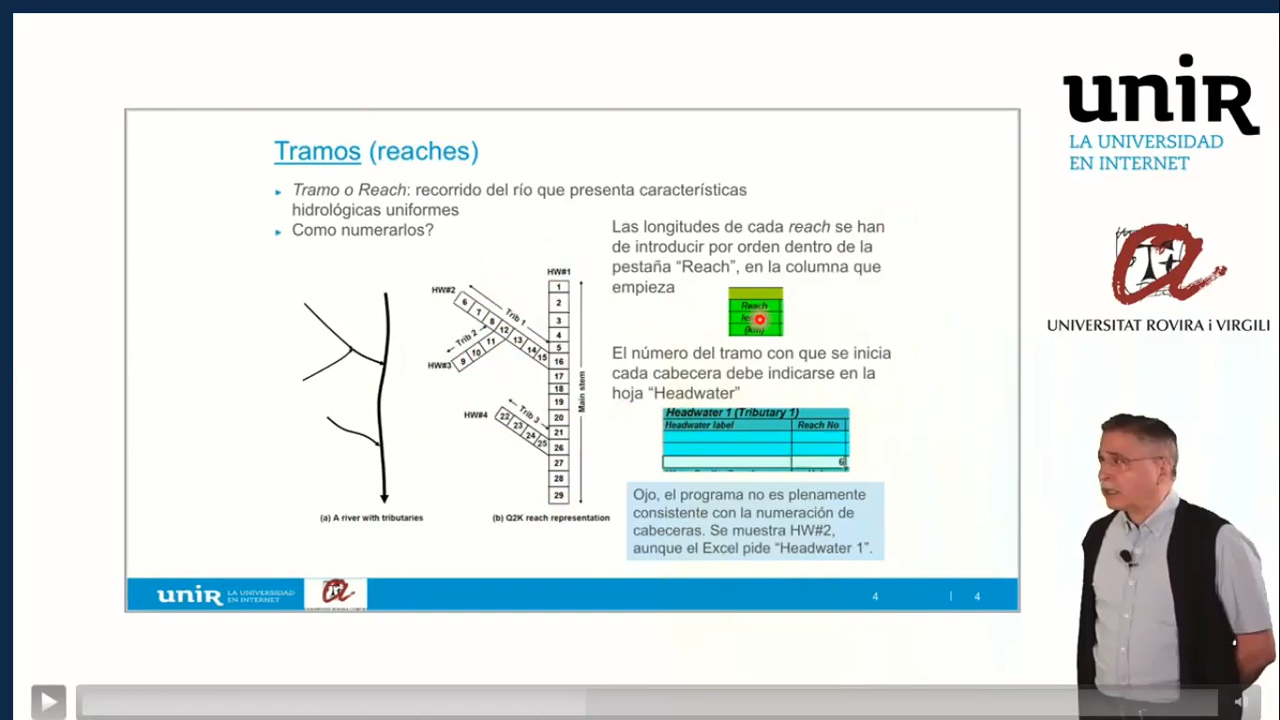 unir
LA UNIVERSIDAD
EN INTERNET
UNIVERSITAT ROVIRA i VIRGILI
Tramos (reaches)
Tramo o Reach: recorrido del río que presenta características
hidrológicas uniformes
Como numerarlos?
Las longitudes de cada reach se han
de introducir por orden dentro de la
pestaña “Reach”, en la columna que
empieza
Reach
(km)
El número del tramo con que se inicia
cada cabecera debe indicarse en la
hoja “Headwater”
Headwater 1 (Tributary 1)
Headwater label Reach No
6
Ojo, el programa no es plenamente
consistente con la numeración de
cabeceras. Se muestra HW#2,
aunque el Excel pide “Headwater 1”.
HW#1
1
2
3
4
5
16
17
18
19
20
21
26
27
28
29
Main stem
HW#2
6
7
8
12
13
14
15
Trib 1
Trib 2
HW#3
9
10
11
HW#4
Trib 3
22
23
24
25
(a) A river with tributaries
(b) Q2K reach representation
unir
LA UNIVERSIDAD
EN INTERNET
4 | 4